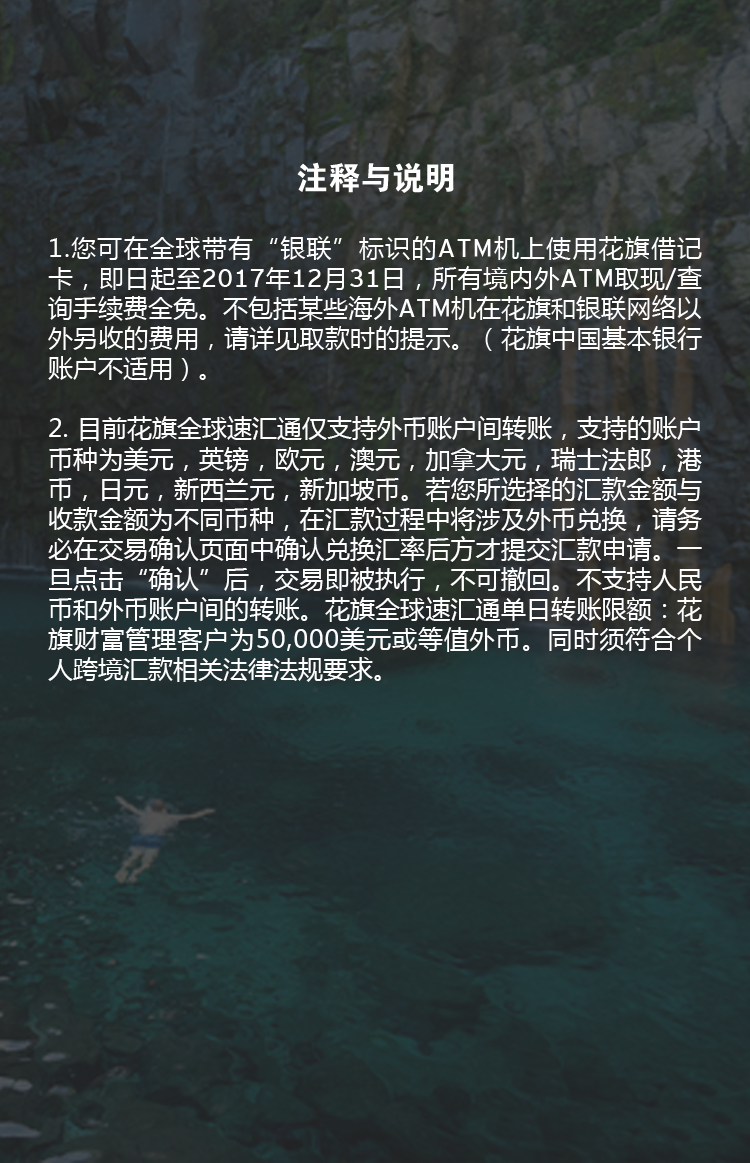 注释与说明
1.您可在全球带有“银联”标识的ATM机上使用花旗借记
卡，即日起至2017年12月31日，所有境内外ATM取现/查
询手续费全免。不包括某些海外ATM机在花旗和银联网络以
外另收的费用，请详见取款时的提示。（花旗中国基本银行
账户不适用）。
2. 目前花旗全球速汇通仅支持外币账户间转账，支持的账户
币种为美元，英镑，欧元，澳元，加拿大元，瑞士法郎，港
币，日元，新西兰元，新加坡币。若您所选择的汇款金额与
收款金额为不同币种，在汇款过程中将涉及外币兑换，请务
必在交易确认页面中确认兑换汇率后方才提交汇款申请。一
旦点击“确认”后，交易即被执行，不可撤回。不支持人民
币和外币账户间的转账。花旗全球速汇通单日转账限额：花
旗财富管理客户为50,000美元或等值外币。同时须符合个
人跨境汇款相关法律法规要求。